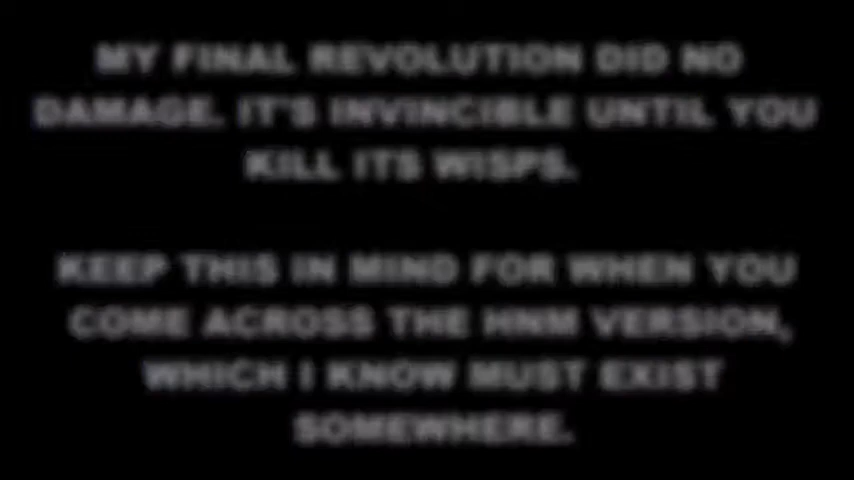 MY FINAL REVOLUTION DID NO
DAMAGE. IT'S INVINCIBLE UNTIL YOU
KILL ITS WISPS.
KEEP THIS IN MIND FOR WHEN YOU
COME ACROSS THE HNM VERSION,
WHICH I KNOW MUST EXIST
SOMEWHERE.